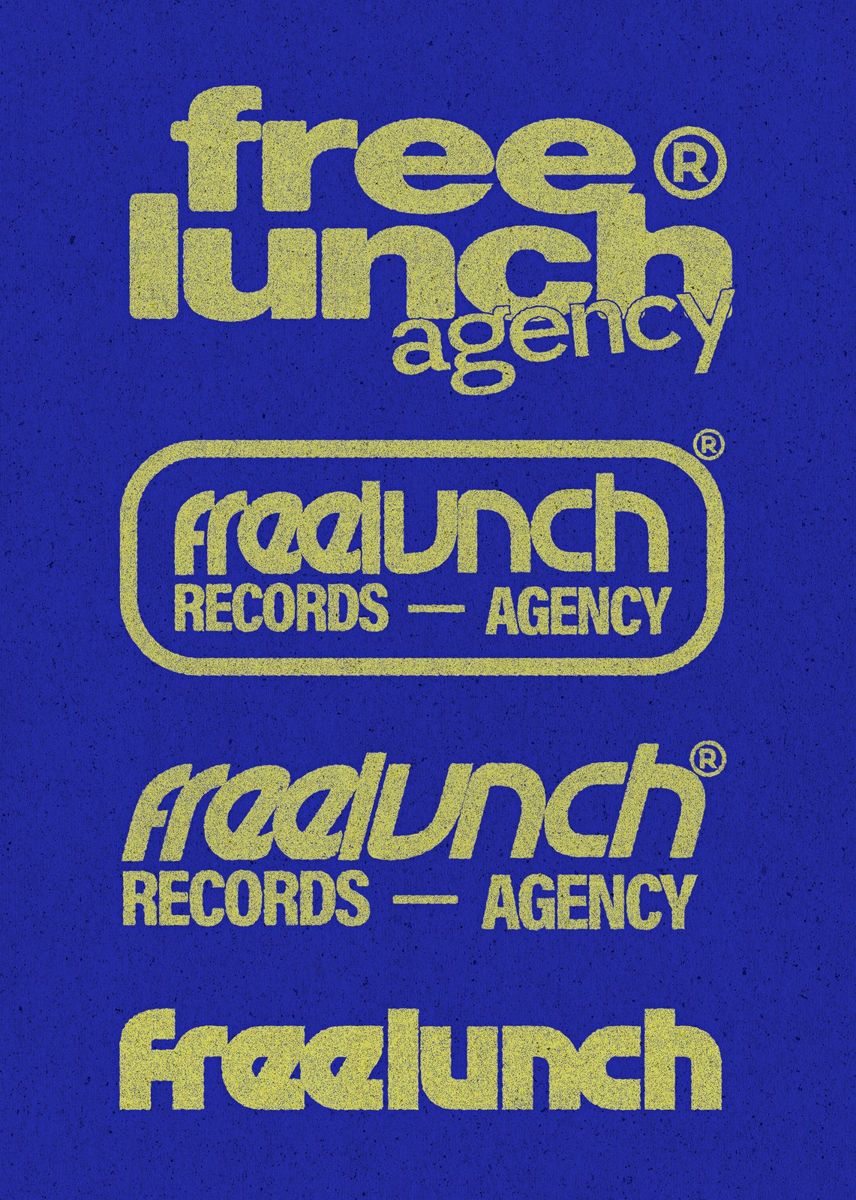 free ®
lunch
agency
®
freelunch
RECORDS — AGENCY
freelunch ®
RECORDS — AGENCY
freelunch